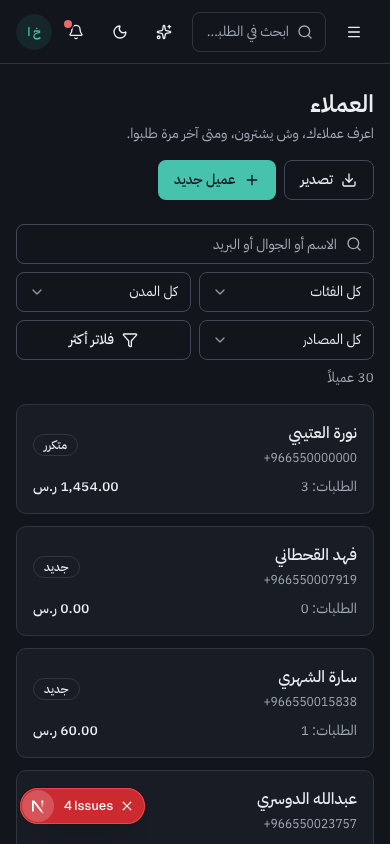 ابحث في الطلبـ...
خ ا
العملاء
اعرف عملاءك، وش يشترون، ومتى آخر مرة طلبوا.
تصدير
عميل جديد
الاسم أو الجوال أو البريد
كل الفئات
كل المدن
كل المصادر
فلاتر أكثر
30 عميلاً
نورة العتيبي
متكرر
+966550000000
الطلبات: 3
1,454.00 ر.س
فهد القحطاني
جديد
+966550007919
الطلبات: 0
0.00 ر.س
سارة الشهري
جديد
+966550015838
الطلبات: 1
60.00 ر.س
عبدالله الدوسري
+966550023757
N 4 Issues